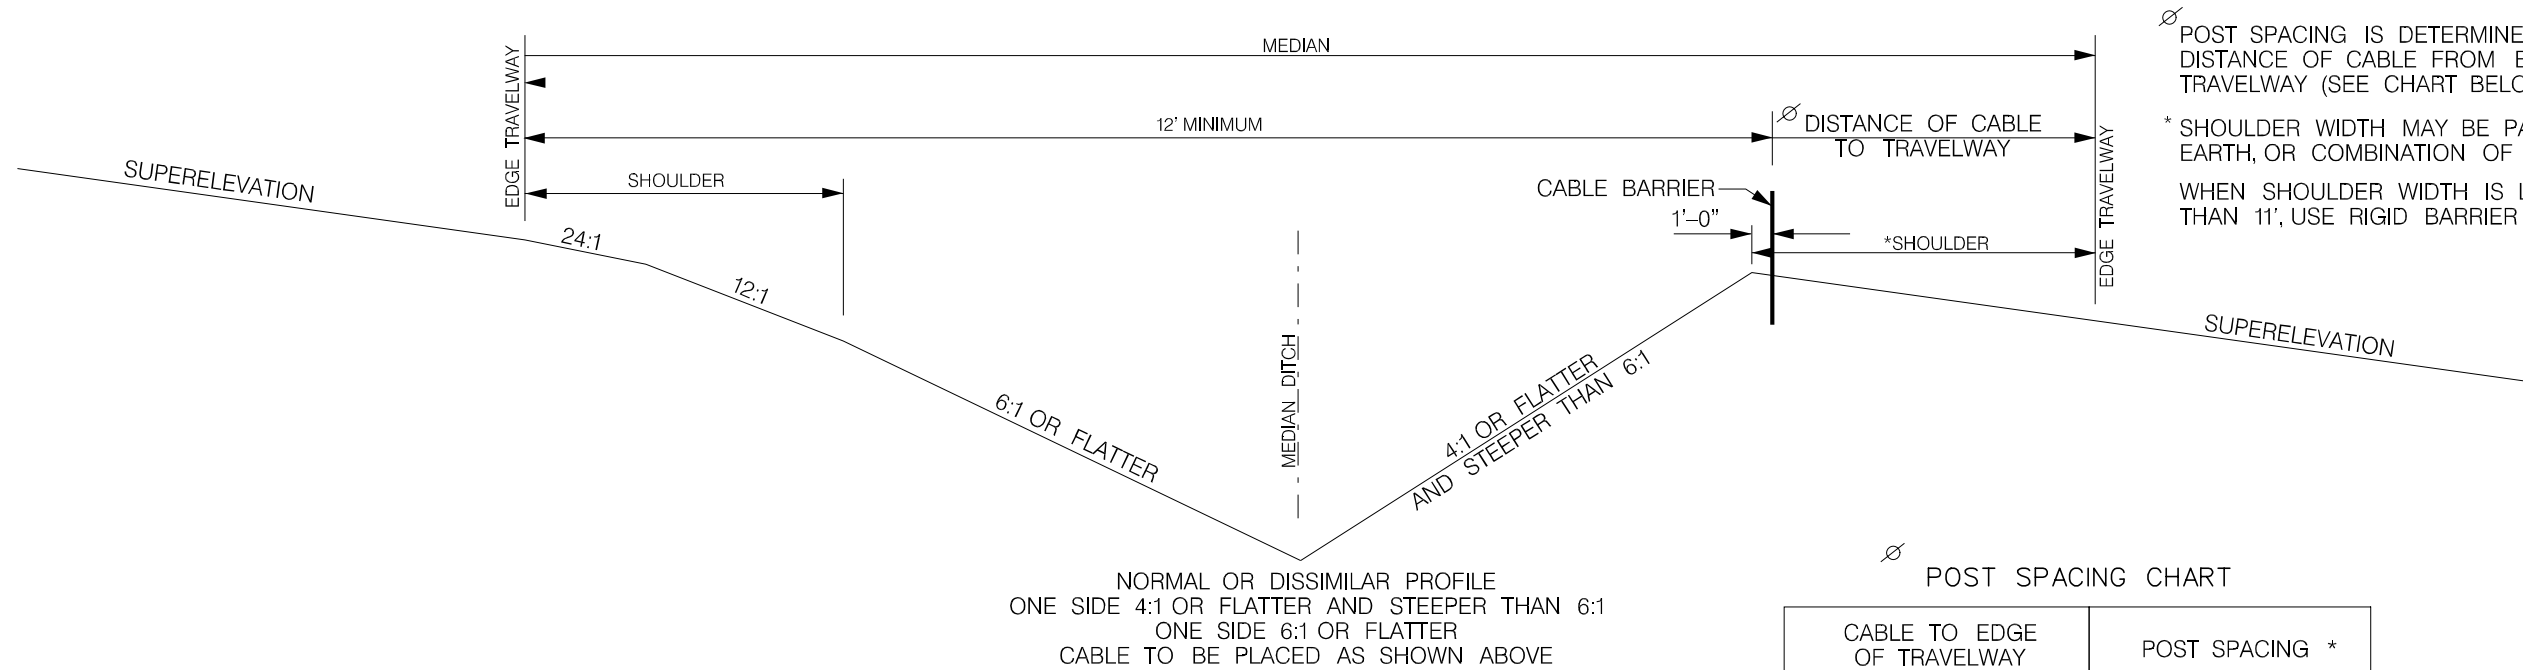 MEDIAN
EDGE TRAVELWAY
12' MINIMUM
⌀ DISTANCE OF CABLE
TO TRAVELWAY
EDGE TRAVELWAY
SUPERELEVATION
SHOULDER
CABLE BARRIER
1'–0"
*SHOULDER
24:1
12:1
6:1 OR FLATTER
MEDIAN DITCH
4:1 OR FLATTER
AND STEEPER THAN 6:1
SUPERELEVATION
⌀ POST SPACING IS
DISTANCE OF CABLE FROM
TRAVELWAY (SEE CHART
* SHOULDER WIDTH MAY BE
EARTH, OR COMBINATION OF
WHEN SHOULDER WIDTH IS
THAN 11', USE RIGID BARRIER
NORMAL OR DISSIMILAR PROFILE
ONE SIDE 4:1 OR FLATTER AND STEEPER THAN 6:1
ONE SIDE 6:1 OR FLATTER
CABLE TO BE PLACED AS SHOWN ABOVE
⌀ POST SPACING CHART
CABLE TO EDGE
OF TRAVELWAY
POST SPACING *